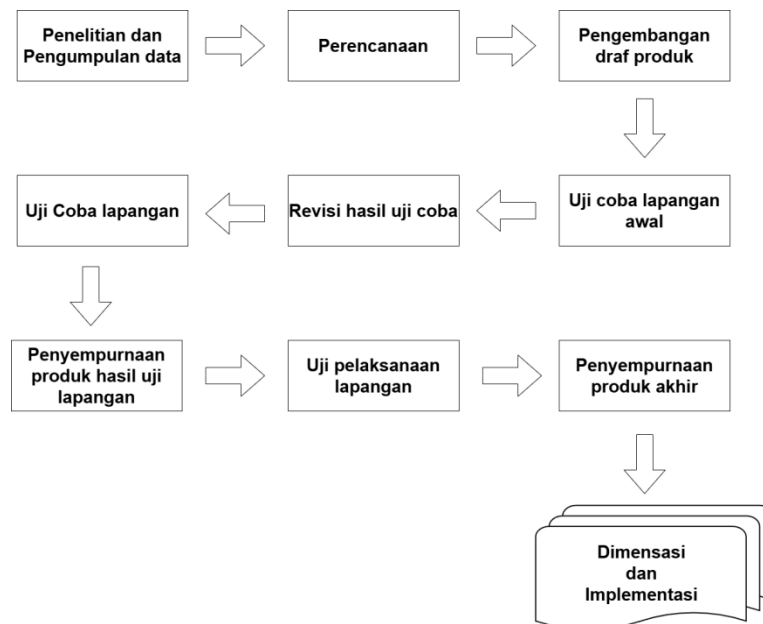 Penelitian dan
Pengumpulan data
Perencanaan
Pengembangan
draf produk
Uji coba lapangan
awal
Revisi hasil uji coba
Uji Coba lapangan
Penyempurnaan
produk hasil uji
lapangan
Uji pelaksanaan
lapangan
Penyempurnaan
produk akhir
Dimensasi
dan
Implementasi